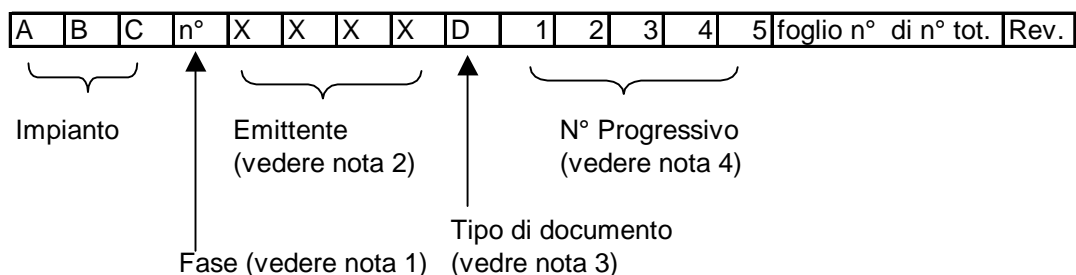 A B C n° X X X X D 1 2 3 4 5 foglio n° di n° tot. Rev.
Impianto Emittente N° Progressivo
(vedere nota 2) (vedere nota 4)
Tipo di documento
Fase (vedere nota 1) (vedre nota 3)